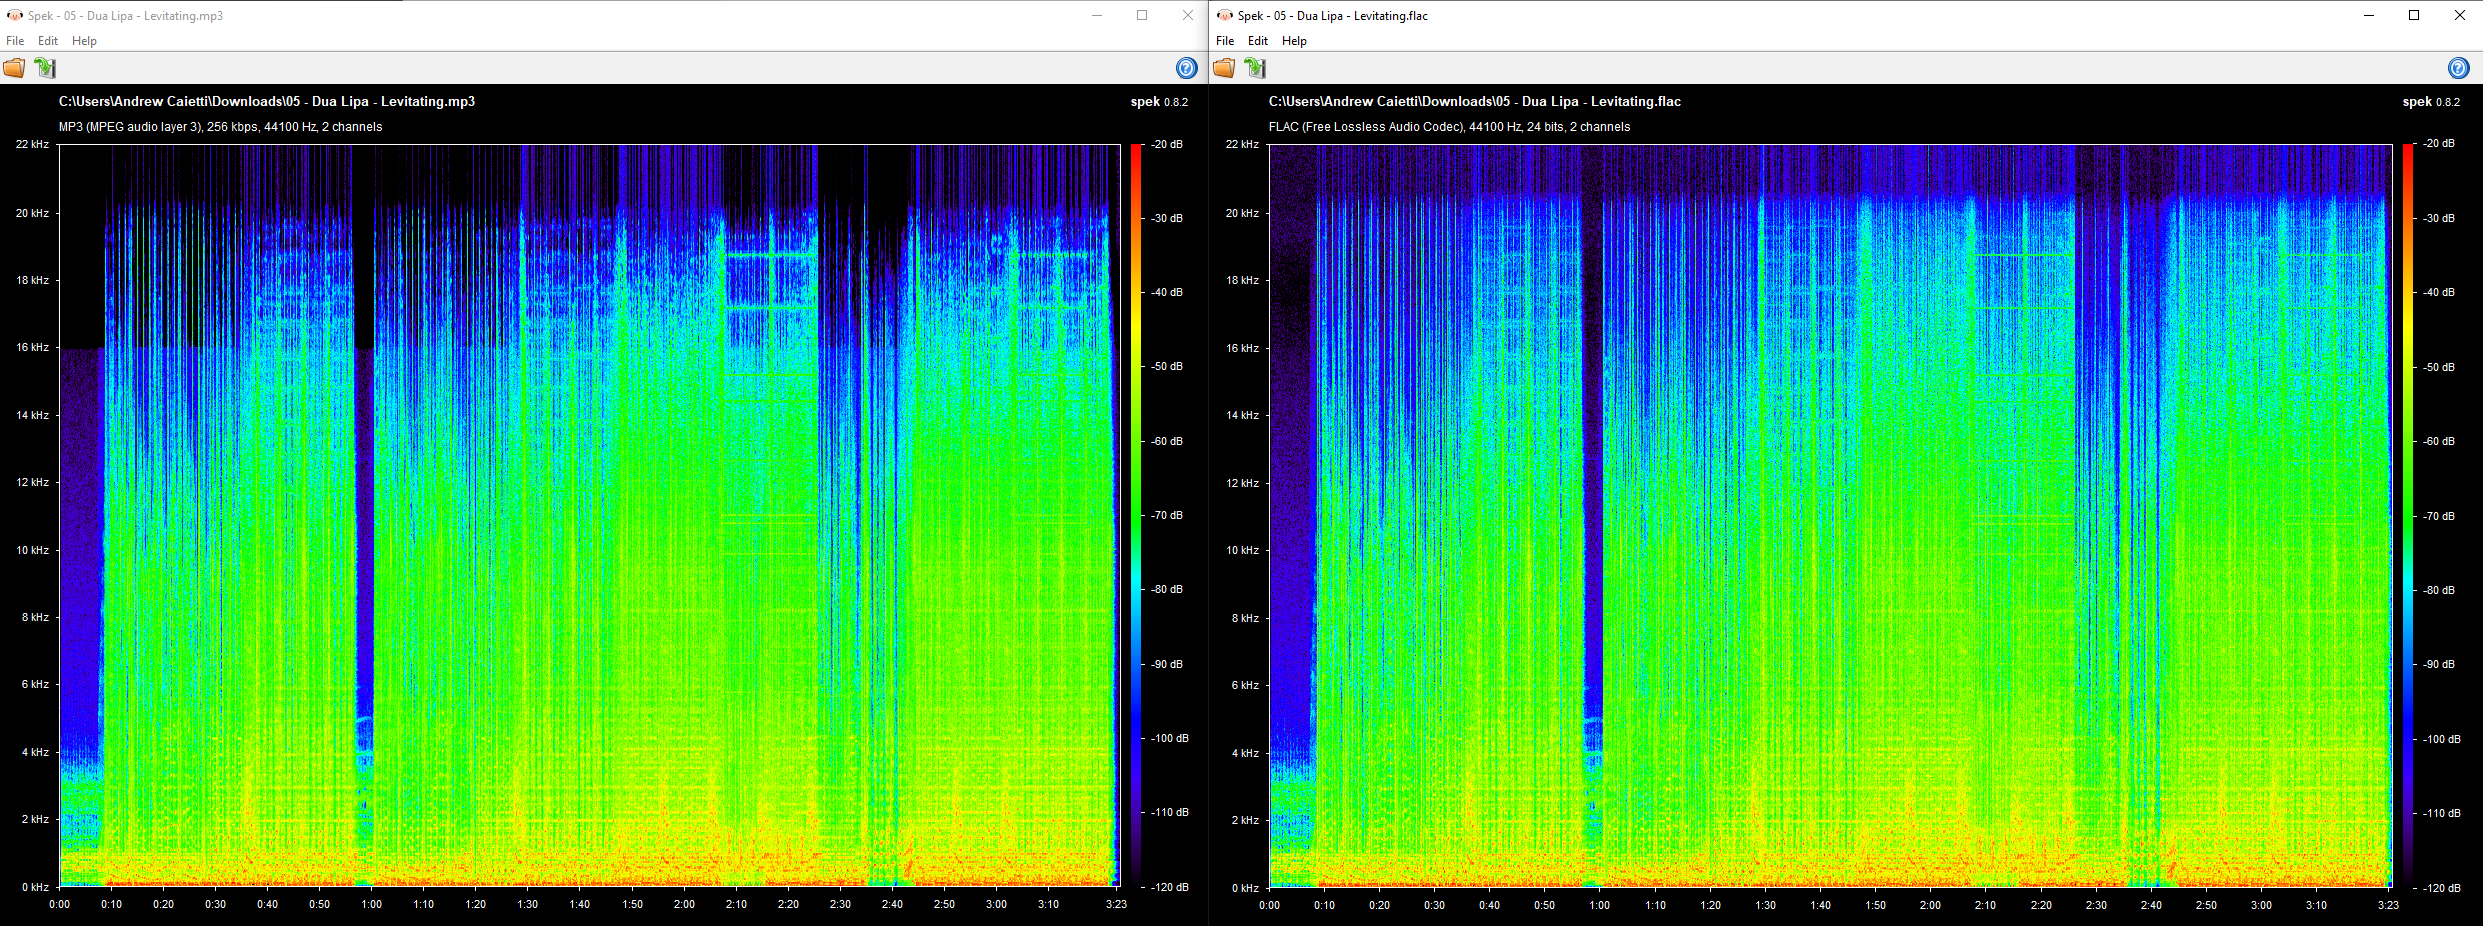 Spek - 05 - Dua Lipa - Levitating.mp3
File Edit Help
C:\Users\Andrew Caietti\Downloads\05 - Dua Lipa - Levitating.mp3
spek 0.8.2
MP3 (MPEG audio layer 3), 256 kbps, 44100 Hz, 2 channels
22 kHz
20 kHz
18 kHz
16 kHz
14 kHz
12 kHz
10 kHz
8 kHz
6 kHz
4 kHz
2 kHz
0 kHz
-20 dB
-30 dB
-40 dB
-50 dB
-60 dB
-70 dB
-80 dB
-90 dB
-100 dB
-110 dB
-120 dB
0:00 0:10 0:20 0:30 0:40 0:50 1:00 1:10 1:20 1:30 1:40 1:50 2:00 2:10 2:20 2:30 2:40 2:50 3:00 3:10 3:23
Spek - 05 - Dua Lipa - Levitating.flac
File Edit Help
C:\Users\Andrew Caietti\Downloads\05 - Dua Lipa - Levitating.flac
spek 0.8.2
FLAC (Free Lossless Audio Codec), 44100 Hz, 24 bits, 2 channels
22 kHz
20 kHz
18 kHz
16 kHz
14 kHz
12 kHz
10 kHz
8 kHz
6 kHz
4 kHz
2 kHz
0 kHz
-20 dB
-30 dB
-40 dB
-50 dB
-60 dB
-70 dB
-80 dB
-90 dB
-100 dB
-110 dB
-120 dB
0:00 0:10 0:20 0:30 0:40 0:50 1:00 1:10 1:20 1:30 1:40 1:50 2:00 2:10 2:20 2:30 2:40 2:50 3:00 3:10 3:23